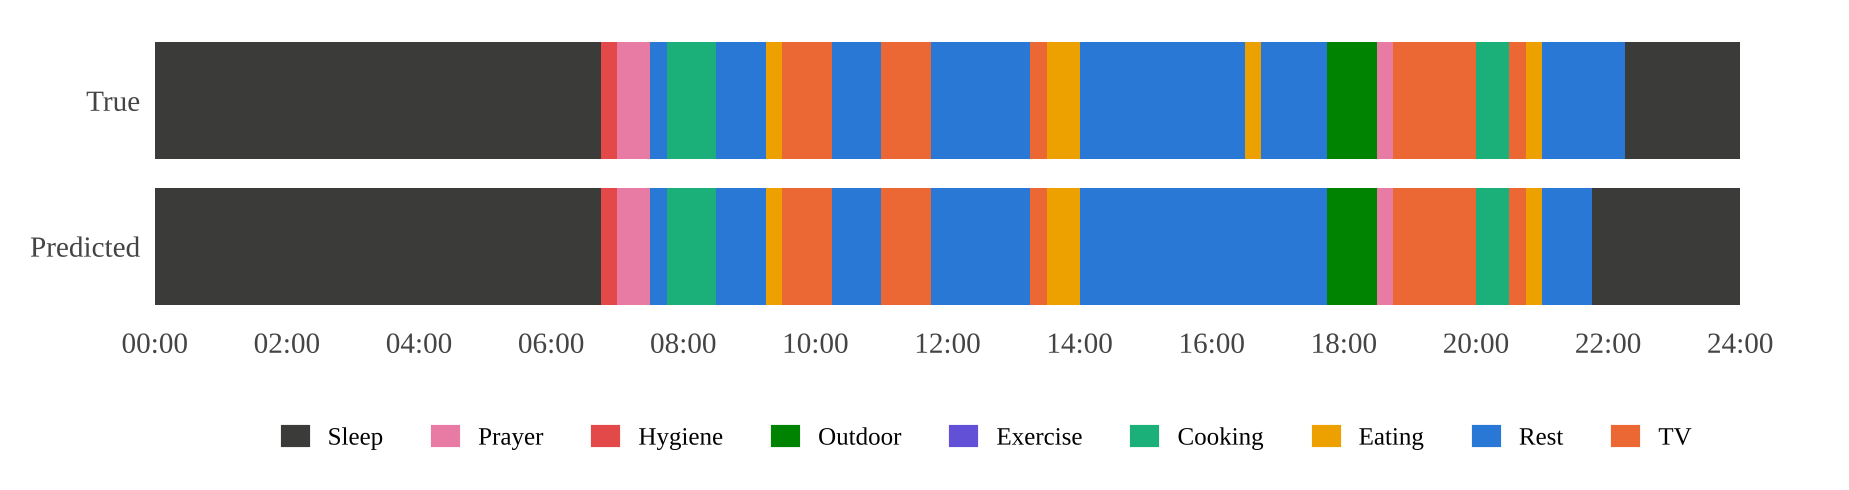 True
Predicted
00:00 02:00 04:00 06:00 08:00 10:00 12:00 14:00 16:00 18:00 20:00 22:00 24:00
Sleep Prayer Hygiene Outdoor Exercise Cooking Eating Rest TV